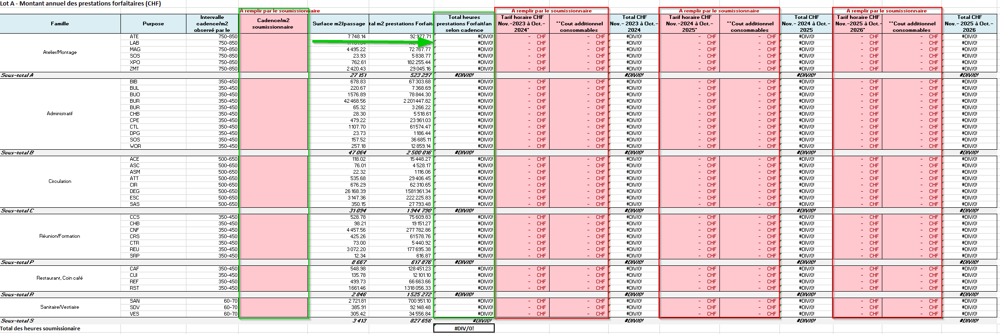 Lot A - Montant annuel des prestations forfaitaires (CHF)
A remplir par le soumissionnaire A remplir par le soumissionnaire A remplir par le soumissionnaire A remplir par le soumissionnaire
Famille Purpose Intervalle cadence/m2 observé par le Cadence/m2 soumissionnaire Surface m2/passage tal m2 prestations Forfait Total heures prestations Forfait/an selon cadence Tarif horaire CHF Nov.-2023 à Oct.-2024* **Cout additionnel consommables Total CHF Nov.- 2023 à Oct.- 2024 Tarif horaire CHF Nov.-2024 à Oct.-2025* **Cout additionnel consommables Total CHF Nov.- 2024 à Oct.- 2025 Tarif horaire CHF Nov.-2025 à Oct.-2026* **Cout additionnel consommables Total CHF Nov.. - 2025 à Oct.- 2026
Atelier/Montage
ATE 750-850 7 748.14 92 977.71 #DIV/0! - CHF - CHF #DIV/0! - CHF - CHF #DIV/0! - CHF - CHF #DIV/0!
LAB 750-850 #DIV/0! - CHF - CHF #DIV/0! - CHF - CHF #DIV/0! - CHF - CHF #DIV/0!
MAG 750-850 4 495.22 72 767.77 #DIV/0! - CHF - CHF #DIV/0! - CHF - CHF #DIV/0! - CHF - CHF #DIV/0!
SOS 750-850 23.93 5 838.77 #DIV/0! - CHF - CHF #DIV/0! - CHF - CHF #DIV/0! - CHF - CHF #DIV/0!
XPO 750-850 762.61 182 255.44 #DIV/0! - CHF - CHF #DIV/0! - CHF - CHF #DIV/0! - CHF - CHF #DIV/0!
ZMT 750-850 2 420.43 29 045.16 #DIV/0! - CHF - CHF #DIV/0! - CHF - CHF #DIV/0! - CHF - CHF #DIV/0!
Sous-total A 27 151 523 297 #DIV/0! #DIV/0! #DIV/0! #DIV/0!
Administratif
BIB 350-450 678.83 67 303.68 #DIV/0! - CHF - CHF #DIV/0! - CHF - CHF #DIV/0! - CHF - CHF #DIV/0!
BUL 350-450 220.67 7 368.69 #DIV/0! - CHF - CHF #DIV/0! - CHF - CHF #DIV/0! - CHF - CHF #DIV/0!
BUO 350-450 1 576.89 78 844.30 #DIV/0! - CHF - CHF #DIV/0! - CHF - CHF #DIV/0! - CHF - CHF #DIV/0!
BUR 350-450 42 468.56 2 201 447.82 #DIV/0! - CHF - CHF #DIV/0! - CHF - CHF #DIV/0! - CHF - CHF #DIV/0!
BUR 350-450 65.32 3 266.22 #DIV/0! - CHF - CHF #DIV/0! - CHF - CHF #DIV/0! - CHF - CHF #DIV/0!
CHB 350-450 28.30 5 518.61 #DIV/0! - CHF - CHF #DIV/0! - CHF - CHF #DIV/0! - CHF - CHF #DIV/0!
CPE 350-450 479.22 23 961.03 #DIV/0! - CHF - CHF #DIV/0! - CHF - CHF #DIV/0! - CHF - CHF #DIV/0!
CTL 350-450 1 107.70 61 574.47 #DIV/0! - CHF - CHF #DIV/0! - CHF - CHF #DIV/0! - CHF - CHF #DIV/0!
DPG 350-450 23.73 1 186.44 #DIV/0! - CHF - CHF #DIV/0! - CHF - CHF #DIV/0! - CHF - CHF #DIV/0!
SOS 350-450 157.52 36 685.11 #DIV/0! - CHF - CHF #DIV/0! - CHF - CHF #DIV/0! - CHF - CHF #DIV/0!
WOR 350-450 257.18 12 859.14 #DIV/0! - CHF - CHF #DIV/0! - CHF - CHF #DIV/0! - CHF - CHF #DIV/0!
Sous-total B 47 064 2 500 016 #DIV/0! #DIV/0! #DIV/0! #DIV/0!
Circulation
ACE 500-650 118.02 15 448.27 #DIV/0! - CHF - CHF #DIV/0! - CHF - CHF #DIV/0! - CHF - CHF #DIV/0!
ASC 500-650 76.01 4 528.17 #DIV/0! - CHF - CHF #DIV/0! - CHF - CHF #DIV/0! - CHF - CHF #DIV/0!
ASM 500-650 22.32 1 116.06 #DIV/0! - CHF - CHF #DIV/0! - CHF - CHF #DIV/0! - CHF - CHF #DIV/0!
ATT 500-650 535.68 29 406.45 #DIV/0! - CHF - CHF #DIV/0! - CHF - CHF #DIV/0! - CHF - CHF #DIV/0!
CIR 500-650 676.29 62 310.65 #DIV/0! - CHF - CHF #DIV/0! - CHF - CHF #DIV/0! - CHF - CHF #DIV/0!
DEG 500-650 26 168.39 1 581 961.34 #DIV/0! - CHF - CHF #DIV/0! - CHF - CHF #DIV/0! - CHF - CHF #DIV/0!
ESC 500-650 3 147.36 222 225.83 #DIV/0! - CHF - CHF #DIV/0! - CHF - CHF #DIV/0! - CHF - CHF #DIV/0!
SAS 500-650 350.15 27 793.48 #DIV/0! - CHF - CHF #DIV/0! - CHF - CHF #DIV/0! - CHF - CHF #DIV/0!
Sous-total C 31 094 1 944 790 #DIV/0! #DIV/0! #DIV/0! #DIV/0!
Réunion/Formation
CCS 350-450 528.78 75 609.83 #DIV/0! - CHF - CHF #DIV/0! - CHF - CHF #DIV/0! - CHF - CHF #DIV/0!
CHB 350-450 98.21 19 151.27 #DIV/0! - CHF - CHF #DIV/0! - CHF - CHF #DIV/0! - CHF - CHF #DIV/0!
CNF 350-450 4 457.56 277 782.86 #DIV/0! - CHF - CHF #DIV/0! - CHF - CHF #DIV/0! - CHF - CHF #DIV/0!
CRS 350-450 425.26 61 578.76 #DIV/0! - CHF - CHF #DIV/0! - CHF - CHF #DIV/0! - CHF - CHF #DIV/0!
CTR 350-450 73.00 5 440.92 #DIV/0! - CHF - CHF #DIV/0! - CHF - CHF #DIV/0! - CHF - CHF #DIV/0!
REU 350-450 3 072.20 177 695.38 #DIV/0! - CHF - CHF #DIV/0! - CHF - CHF #DIV/0! - CHF - CHF #DIV/0!
SRP 350-450 12.34 616.87 #DIV/0! - CHF - CHF #DIV/0! - CHF - CHF #DIV/0! - CHF - CHF #DIV/0!
Sous-total P 8 667 617 876 #DIV/0! #DIV/0! #DIV/0! #DIV/0!
Restaurant, Coin café
CAF 350-450 548.98 128 451.23 #DIV/0! - CHF - CHF #DIV/0! - CHF - CHF #DIV/0! - CHF - CHF #DIV/0!
CUI 350-450 135.78 12 101.10 #DIV/0! - CHF - CHF #DIV/0! - CHF - CHF #DIV/0! - CHF - CHF #DIV/0!
REF 350-450 499.73 66 663.66 #DIV/0! - CHF - CHF #DIV/0! - CHF - CHF #DIV/0! - CHF - CHF #DIV/0!
RST 350-450 1 661.46 1 318 056.33 #DIV/0! - CHF - CHF #DIV/0! - CHF - CHF #DIV/0! - CHF - CHF #DIV/0!
Sous-total R 2 846 1 525 272 #DIV/0! #DIV/0! #DIV/0! #DIV/0!
Sanitaire/Vestiaire
SAN 60-70 2 721.81 700 951.10 #DIV/0! - CHF - CHF #DIV/0! - CHF - CHF #DIV/0! - CHF - CHF #DIV/0!
SDV 60-70 385.91 92 148.48 #DIV/0! - CHF - CHF #DIV/0! - CHF - CHF #DIV/0! - CHF - CHF #DIV/0!
VES 60-70 305.42 34 556.84 #DIV/0! - CHF - CHF #DIV/0! - CHF - CHF #DIV/0! - CHF - CHF #DIV/0!
Sous-total S 3 413 827 656 #DIV/0! #DIV/0! #DIV/0! #DIV/0!
Total des heures soumissionaire #DIV/0!